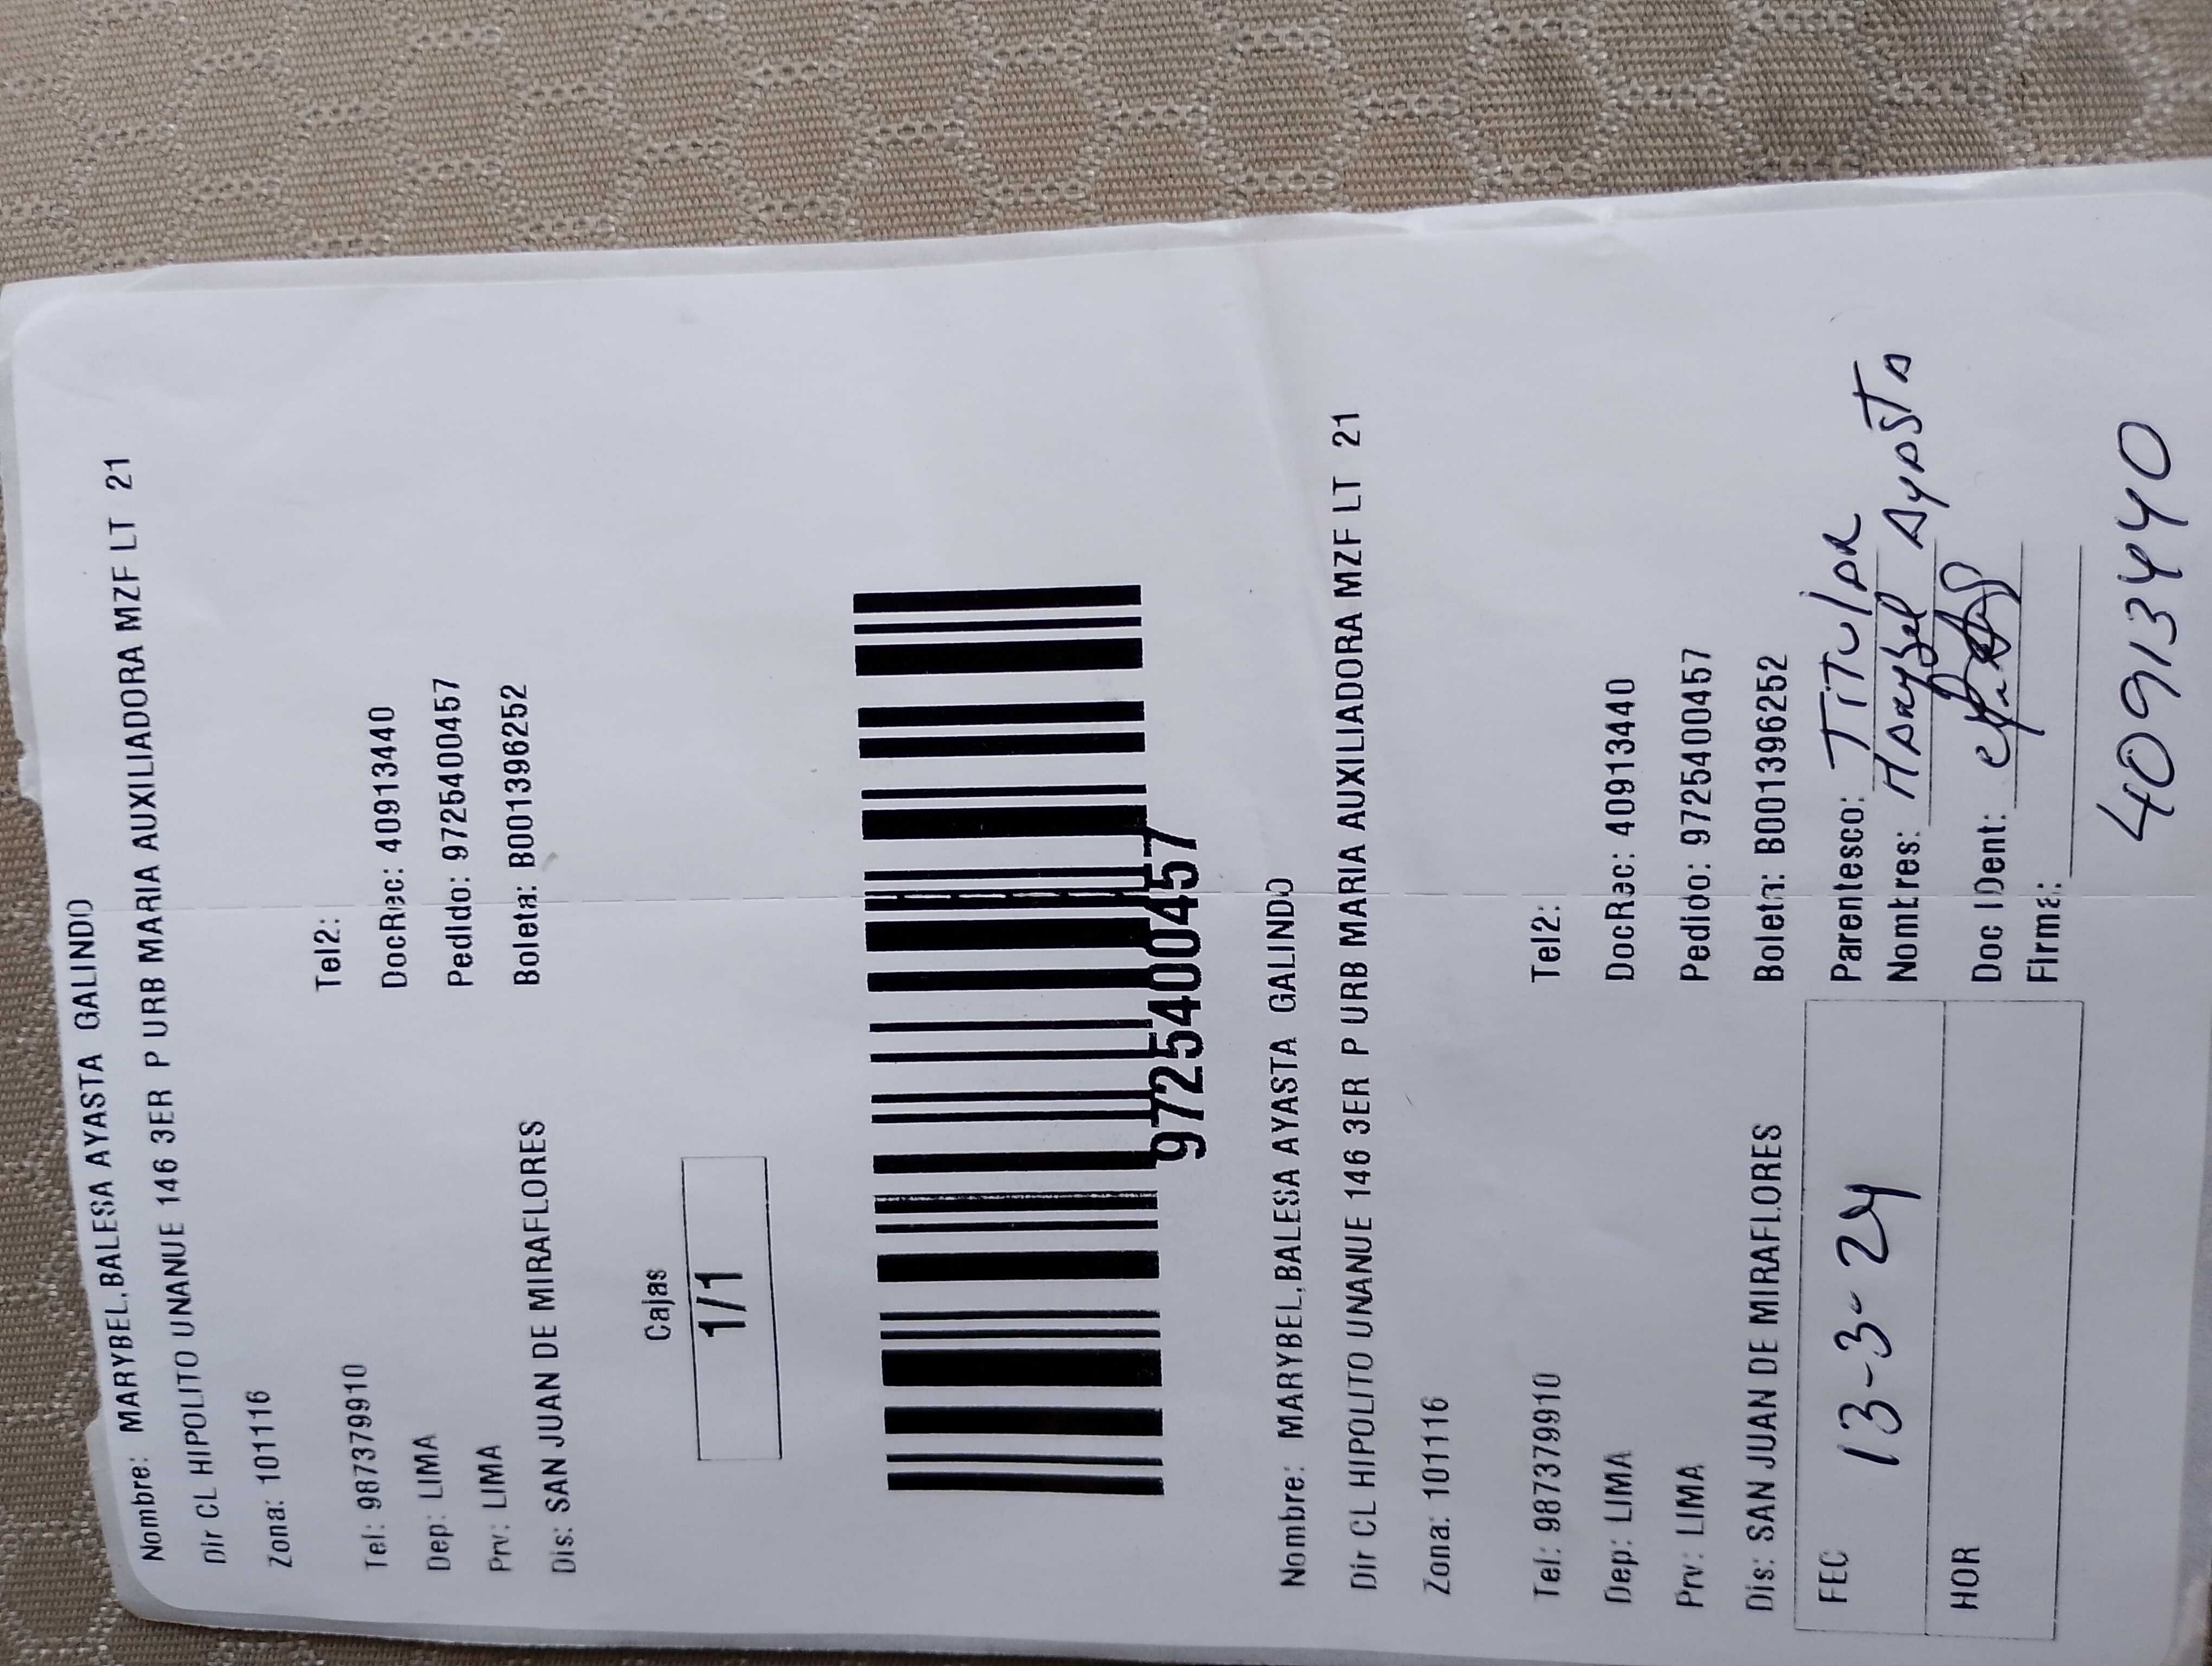 Nombre: MARYBEL,BALESA AYASTA GALINDO
Dir CL HIPOLITO UNANUE 146 3ER P URB MARIA AUXILIADORA MZF LT 21
Zona: 101116
Tel: 987379910 Tel2:
Dep: LIMA DocRec: 40913440
Prv: LIMA Pedido: 9725400457
Dis: SAN JUAN DE MIRAFLORES Boleta: B001396252
Cajas
1/1
9725400457
Nombre: MARYBEL,BALESA AYASTA GALINDO
Dir CL HIPOLITO UNANUE 146 3ER P URB MARIA AUXILIADORA MZF LT 21
Zona: 101116
Tel: 987379910 Tel2:
Dep: LIMA DocRec: 40913440
Prv: LIMA Pedido: 9725400457
Dis: SAN JUAN DE MIRAFLORES Boleta: B001396252
FEC 13-3-24 Parentesco: Titular
Nombres: Marybel Ayasta
HOR Doc IDent:
Firma:
40913440